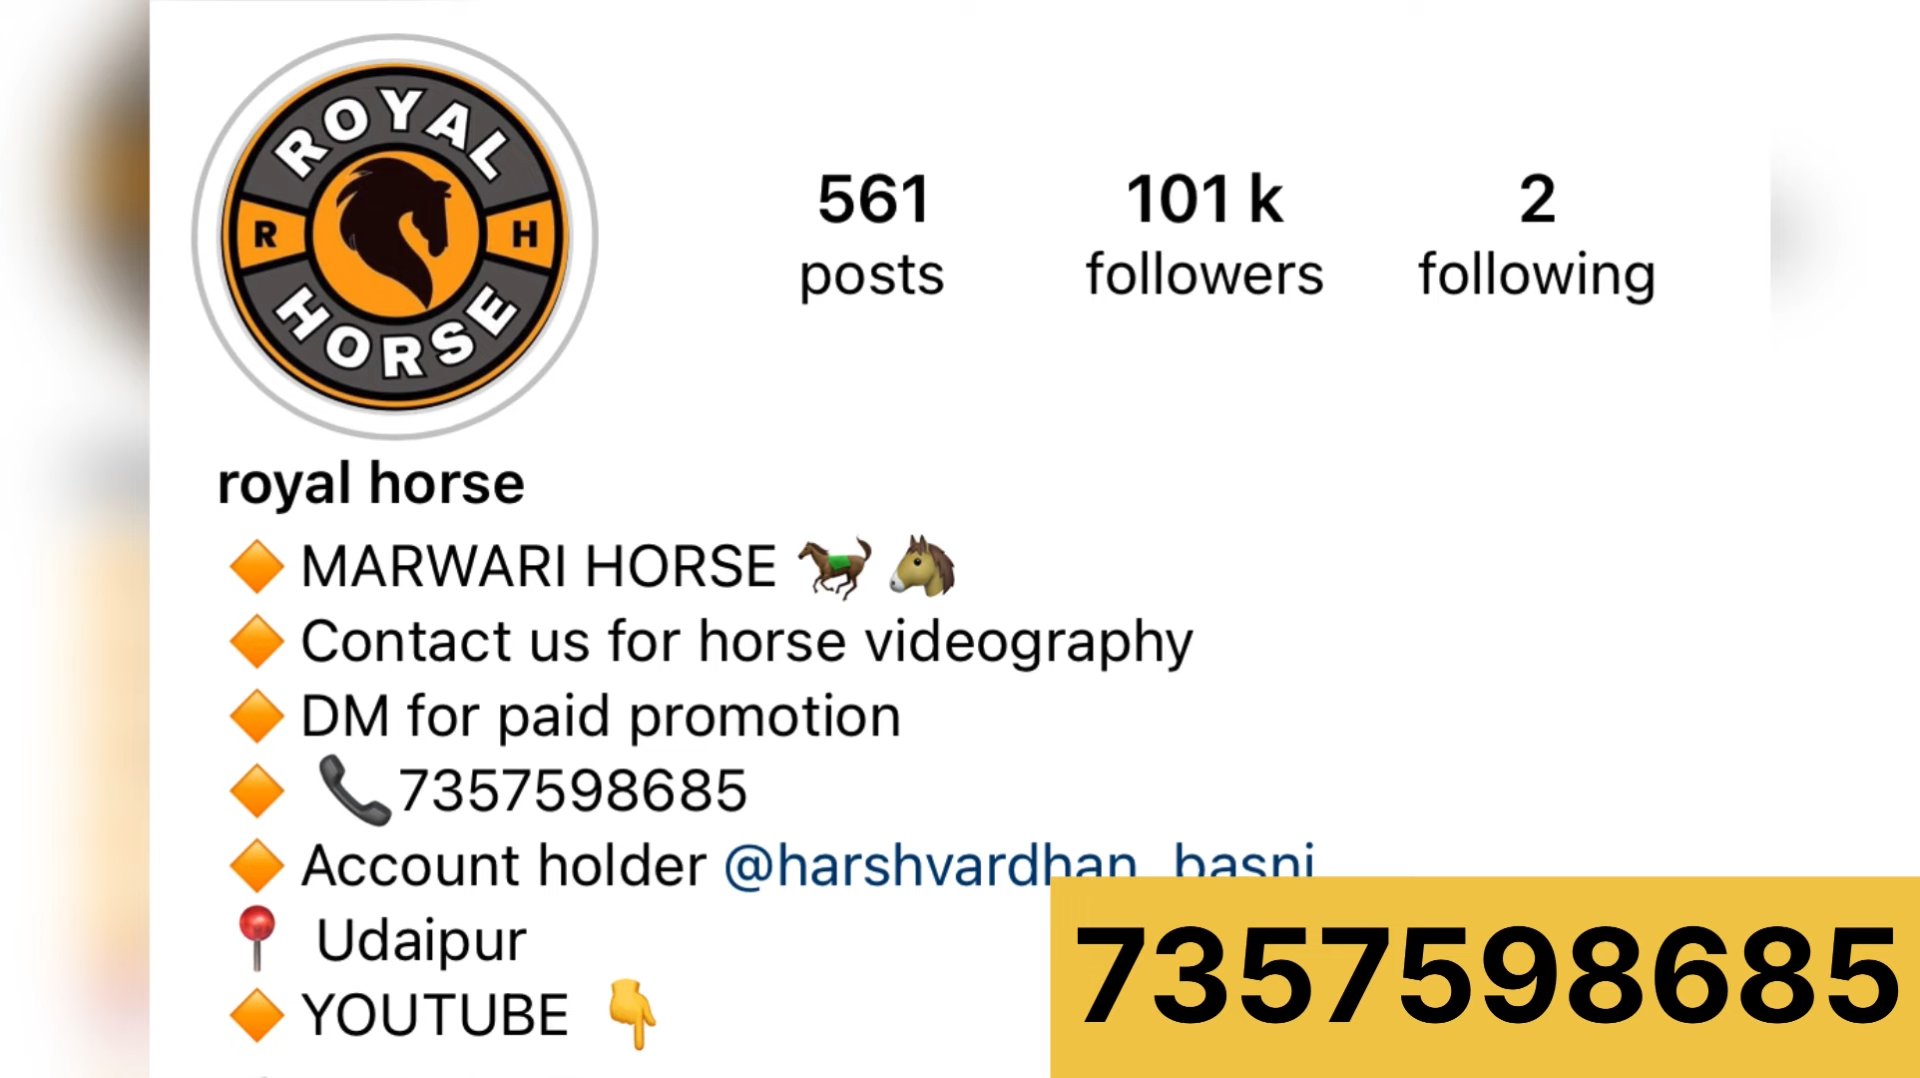 ROYAL
R H
HORSE
561 101 k 2
posts followers following
royal horse
🔶 MARWARI HORSE 🐎 🐴
🔶 Contact us for horse videography
🔶 DM for paid promotion
🔶 📞7357598685
🔶 Account holder @harshvardhan_basni
📍 Udaipur
🔶 YOUTUBE 👇
7357598685